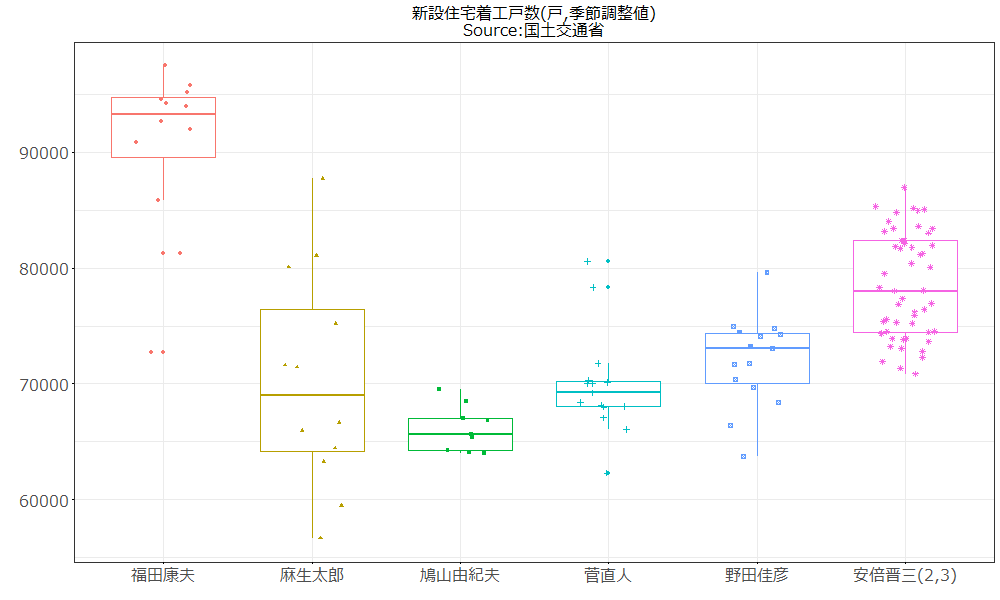 新設住宅着工戸数(戸,季節調整値)
Source:国土交通省
90000
80000
70000
60000
福田康夫
麻生太郎
鳩山由紀夫
菅直人
野田佳彦
安倍晋三(2,3)